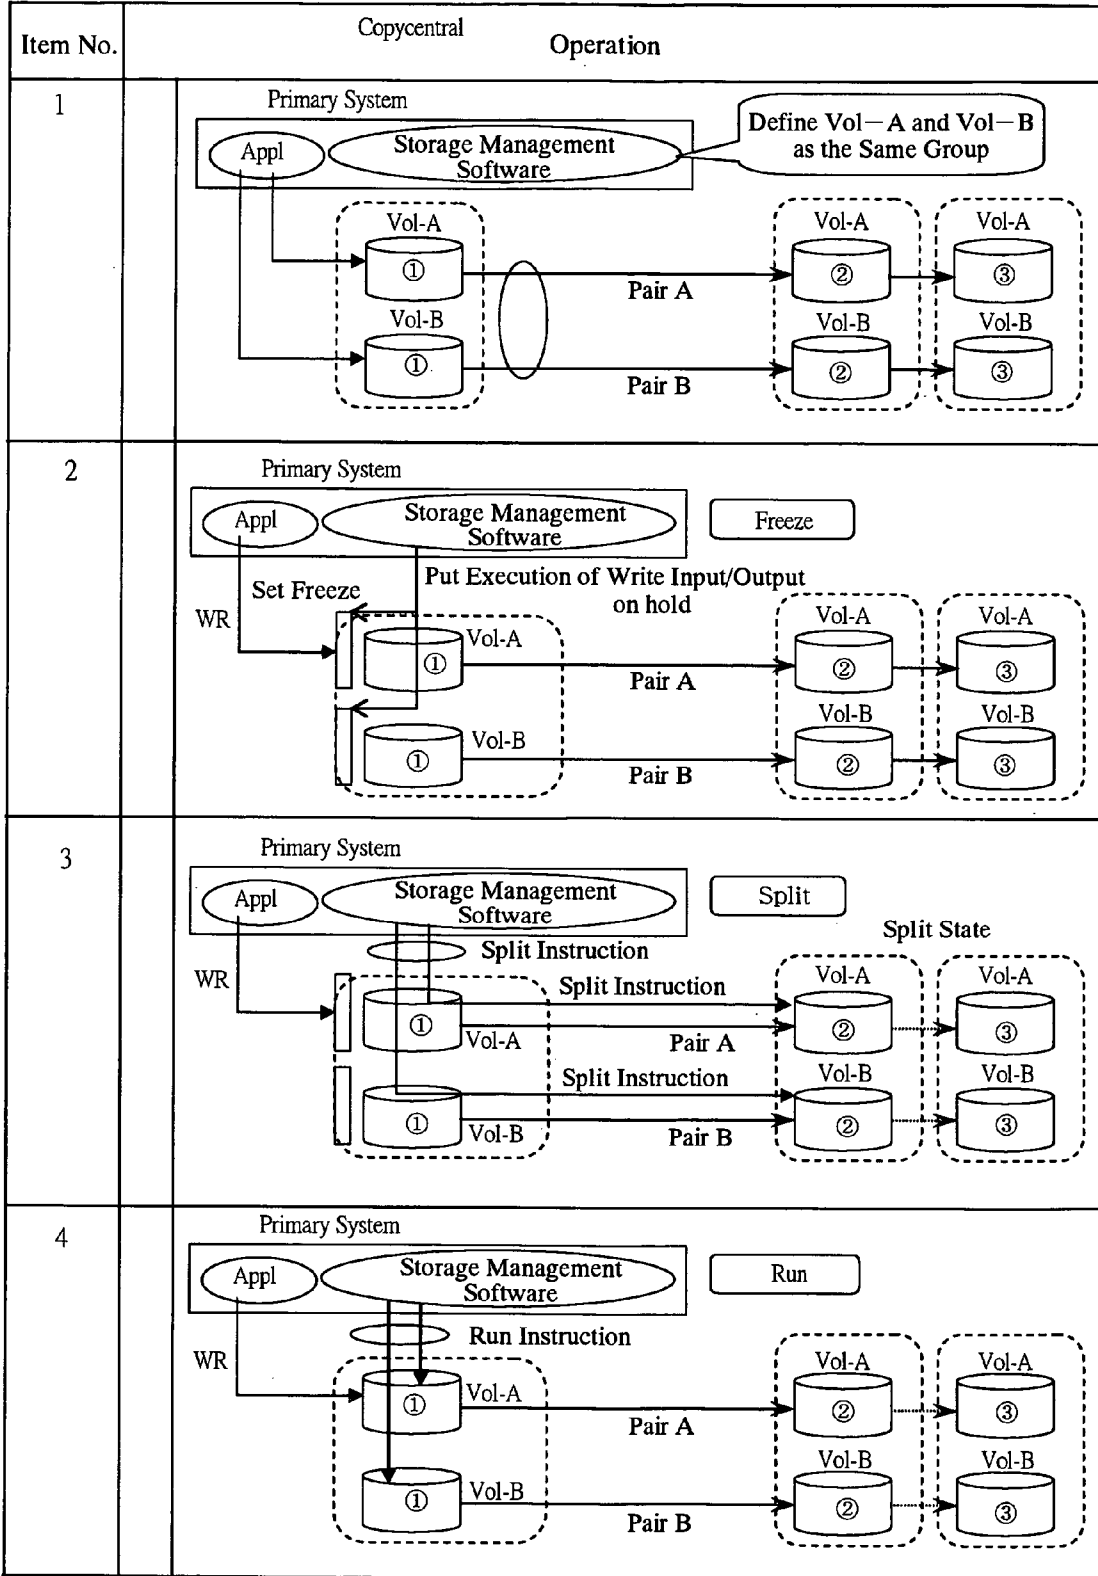 Item No.
Copycentral
Operation
1
Primary System
Appl
Storage Management
Software
Define Vol-A and Vol-B
as the Same Group
Vol-A
①
Vol-B
①
Pair A
Pair B
Vol-A
②
Vol-B
②
Vol-A
③
Vol-B
③
2
Primary System
Appl
Storage Management
Software
Freeze
Set Freeze
Put Execution of Write Input/Output
on hold
WR
Vol-A
①
Vol-B
①
Pair A
Pair B
Vol-A
②
Vol-B
②
Vol-A
③
Vol-B
③
3
Primary System
Appl
Storage Management
Software
Split
Split State
Split Instruction
WR
Split Instruction
①
Vol-A
Pair A
Split Instruction
①
Vol-B
Pair B
Vol-A
②
Vol-B
②
Vol-A
③
Vol-B
③
4
Primary System
Appl
Storage Management
Software
Run
Run Instruction
WR
Vol-A
①
Vol-B
①
Pair A
Pair B
Vol-A
②
Vol-B
②
Vol-A
③
Vol-B
③